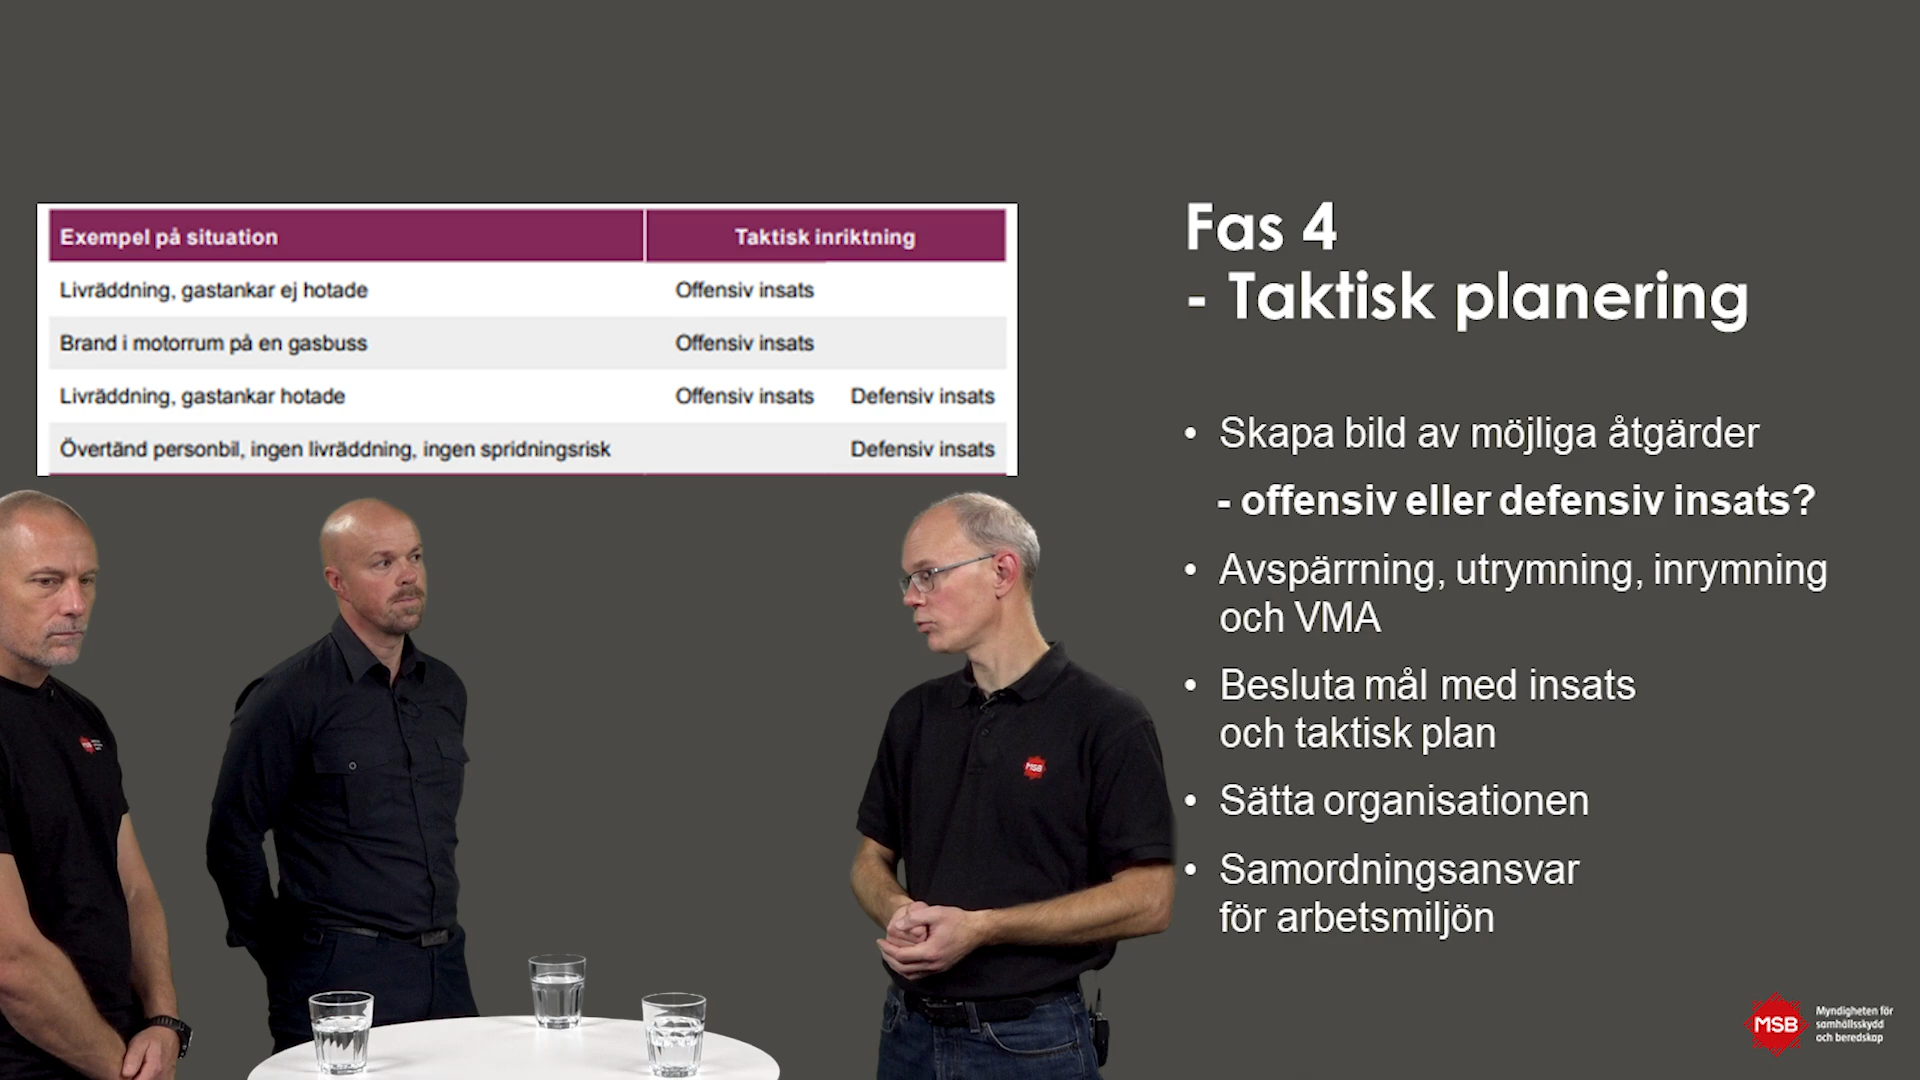 Exempel på situation Taktisk inriktning
Livräddning, gastankar ej hotade Offensiv insats
Brand i motorrum på en gasbuss Offensiv insats
Livräddning, gastankar hotade Offensiv insats Defensiv insats
Övertänd personbil, ingen livräddning, ingen spridningsrisk Defensiv insats
Fas 4
- Taktisk planering
• Skapa bild av möjliga åtgärder
- offensiv eller defensiv insats?
• Avspärrning, utrymning, inrymning
och VMA
• Besluta mål med insats
och taktisk plan
• Sätta organisationen
• Samordningsansvar
för arbetsmiljön
MSB
MSB
MSB
Myndigheten för
samhällsskydd
och beredskap